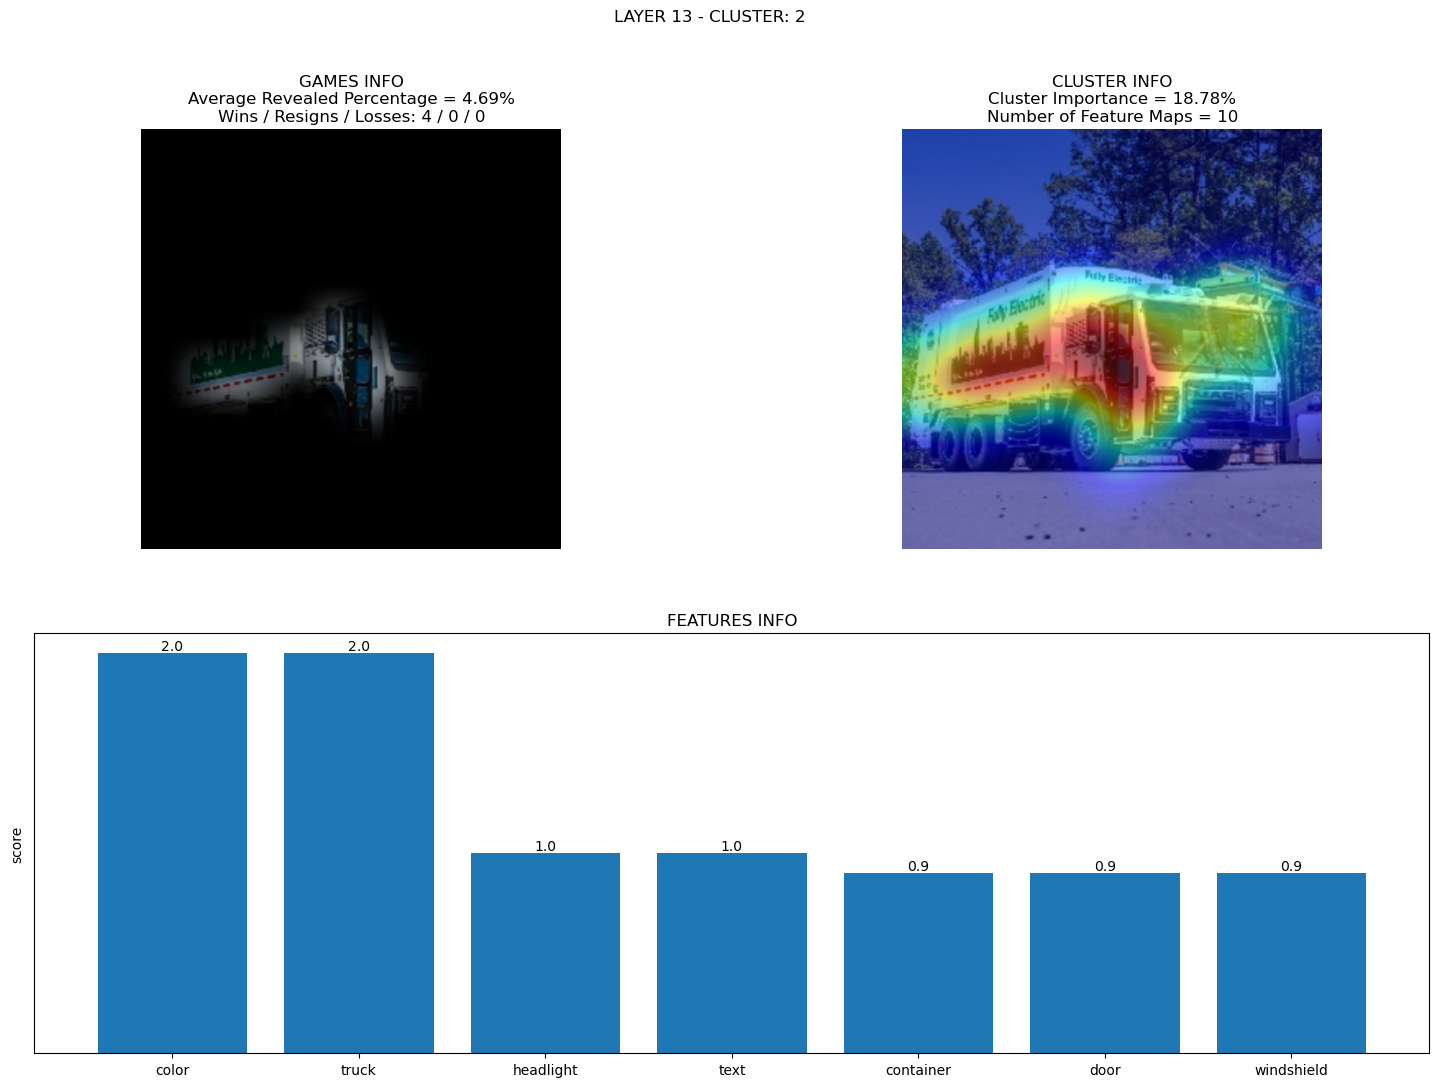 LAYER 13 - CLUSTER: 2
GAMES INFO
Average Revealed Percentage = 4.69%
Wins / Resigns / Losses: 4 / 0 / 0
CLUSTER INFO
Cluster Importance = 18.78%
Number of Feature Maps = 10
Fully Electric
Fully Electric
FEATURES INFO
score
2.0
2.0
1.0
1.0
0.9
0.9
0.9
color
truck
headlight
text
container
door
windshield